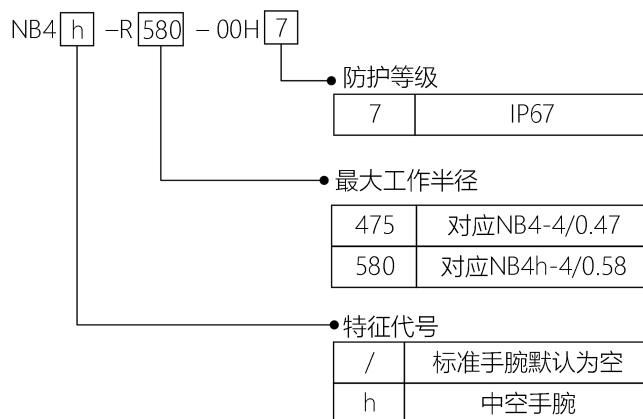 NB4 h -R 580 - 00H 7
防护等级
7 IP67
最大工作半径
475 对应NB4-4/0.47
580 对应NB4h-4/0.58
特征代号
/ 标准手腕默认为空
h 中空手腕